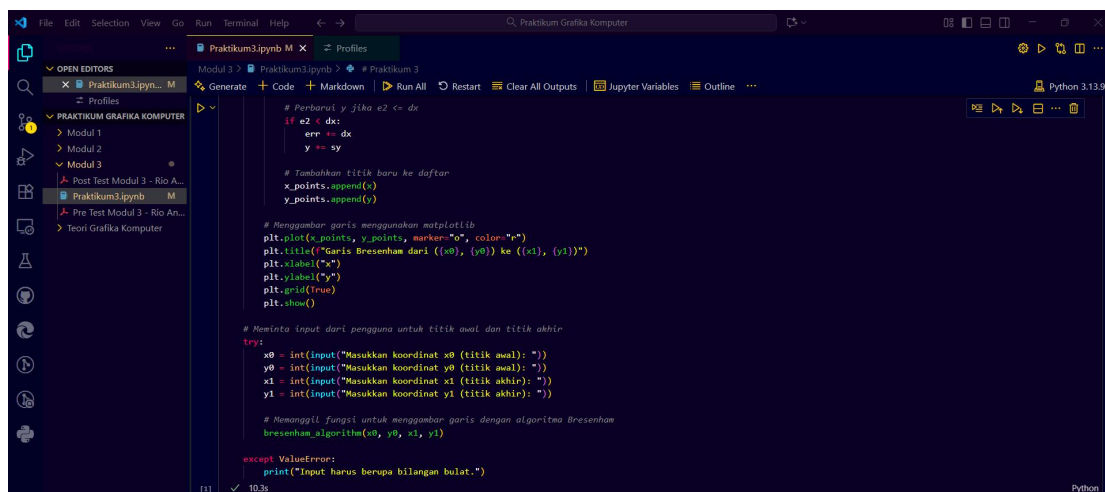 File Edit Selection View Go Run Terminal Help
Praktikum Grafika Komputer
Praktikum3.ipynb M
Profiles
OPEN EDITORS
Praktikum3.ipyn... M
Profiles
PRAKTIKUM GRAFIKA KOMPUTER
Modul 1
Modul 2
Modul 3
Post Test Modul 3 - Rio A...
Praktikum3.ipynb M
Pre Test Modul 3 - Rio An...
Teori Grafika Komputer
Modul 3 > Praktikum3.ipynb > # Praktikum 3
Generate + Code + Markdown | Run All Restart Clear All Outputs | Jupyter Variables Outline ...
Python 3.13.9
# Perbarui y jika e2 <= dx
if e2 < dx:
err += dx
y += sy
# Tambahkan titik baru ke daftar
x_points.append(x)
y_points.append(y)
# Menggambar garis menggunakan matplotlib
plt.plot(x_points, y_points, marker="o", color="r")
plt.title(f"Garis Bresenham dari ({x0}, {y0}) ke ({x1}, {y1})")
plt.xlabel("x")
plt.ylabel("y")
plt.grid(True)
plt.show()
# Meminta input dari pengguna untuk titik awal dan titik akhir
try:
x0 = int(input("Masukkan koordinat x0 (titik awal): "))
y0 = int(input("Masukkan koordinat y0 (titik awal): "))
x1 = int(input("Masukkan koordinat x1 (titik akhir): "))
y1 = int(input("Masukkan koordinat y1 (titik akhir): "))
# Memanggil fungsi untuk menggambar garis dengan algoritma Bresenham
bresenham_algorithm(x0, y0, x1, y1)
except ValueError:
print("Input harus berupa bilangan bulat.")
[1] ✓ 10.3s
Python